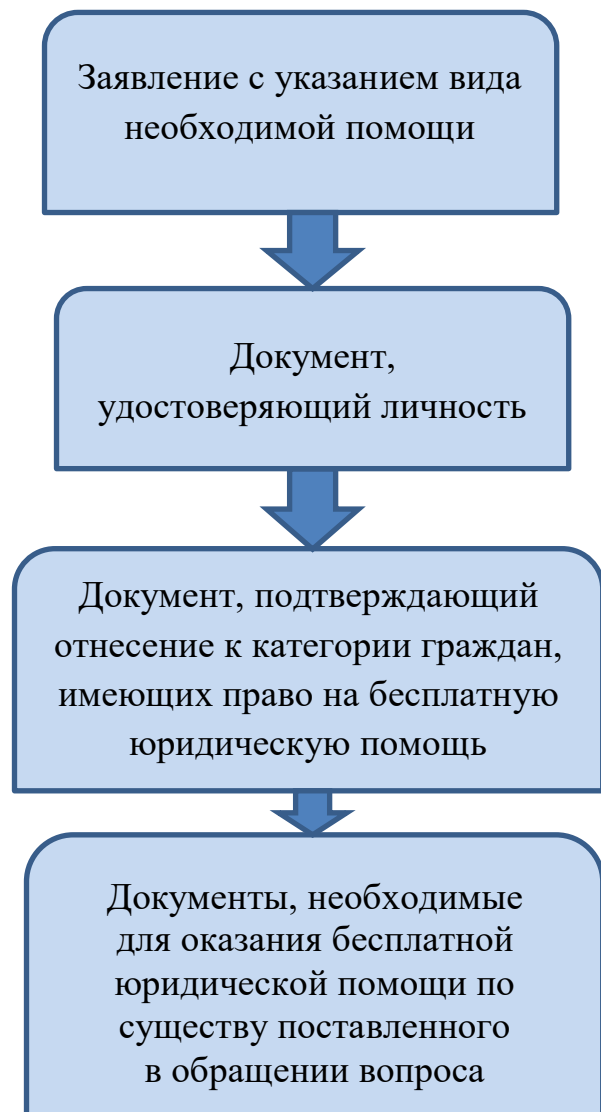 Заявление с указанием вида
необходимой помощи
Документ,
удостоверяющий личность
Документ, подтверждающий
отнесение к категории граждан,
имеющих право на бесплатную
юридическую помощь
Документы, необходимые
для оказания бесплатной
юридической помощи по
существу поставленного
в обращении вопроса